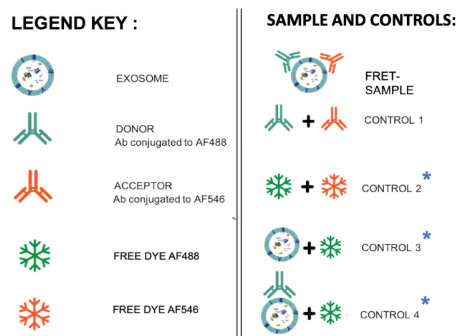 LEGEND KEY :
EXOSOME
DONOR
Ab conjugated to AF488
ACCEPTOR
Ab conjugated to AF546
FREE DYE AF488
FREE DYE AF546
SAMPLE AND CONTROLS:
FRET-
SAMPLE
+
CONTROL 1
+
CONTROL 2 *
+
CONTROL 3 *
+
CONTROL 4 *